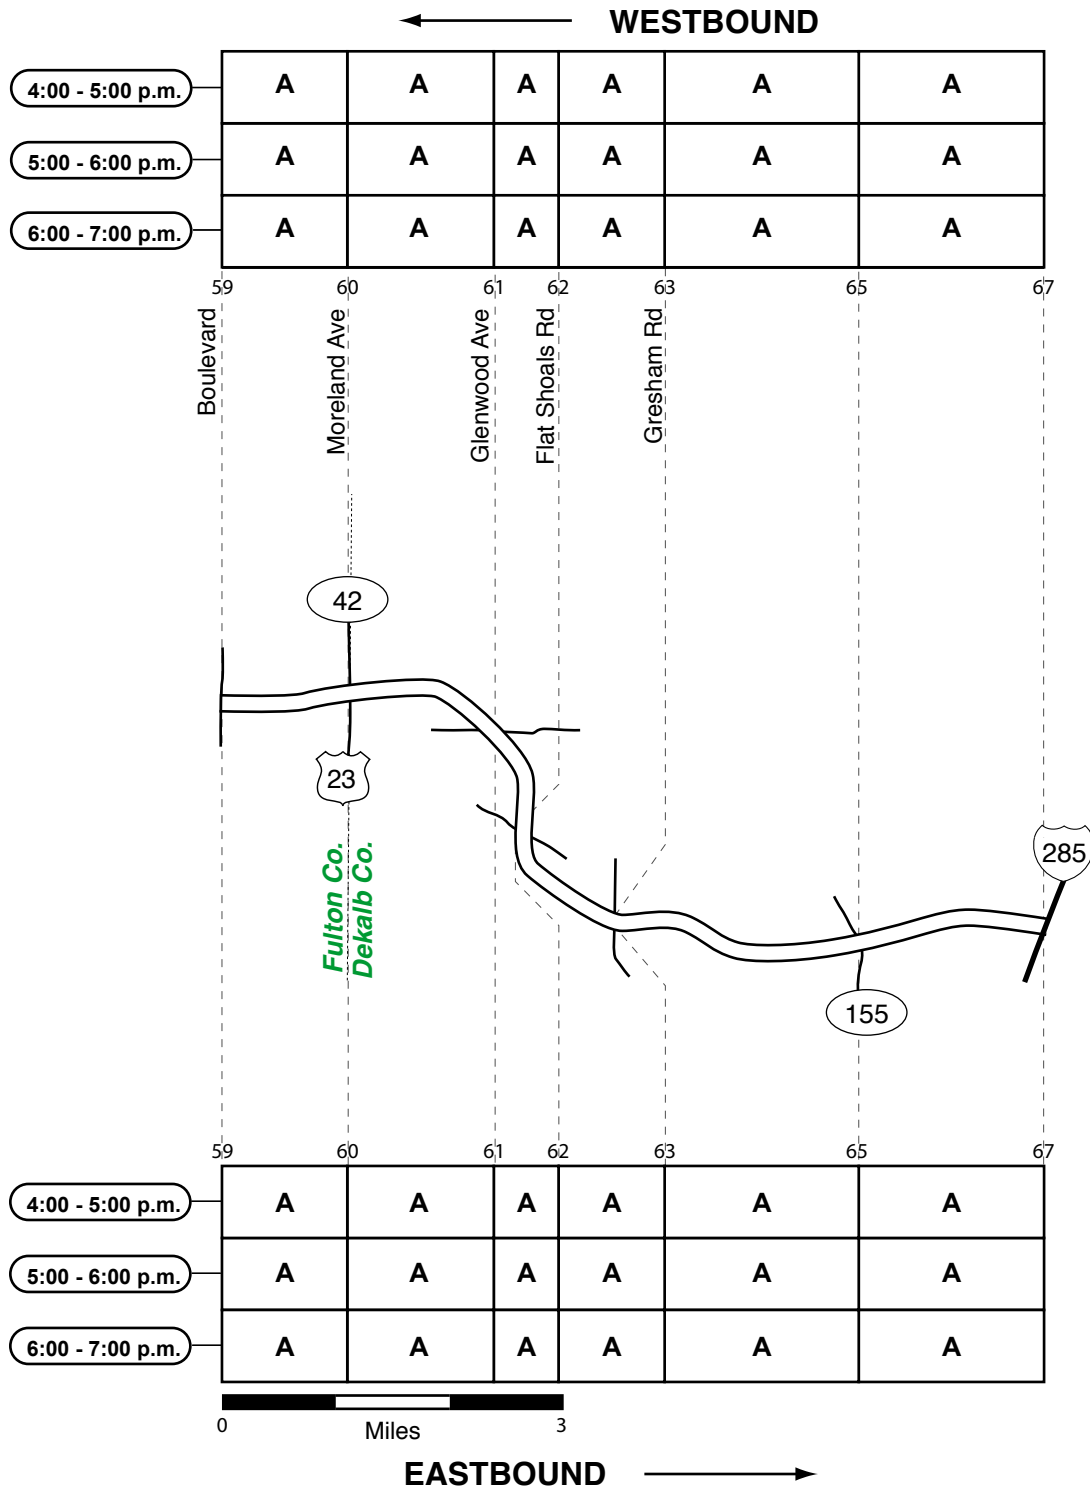 WESTBOUND
4:00 - 5:00 p.m. A A A A A A
5:00 - 6:00 p.m. A A A A A A
6:00 - 7:00 p.m. A A A A A A
59 60 61 62 63 65 67
Boulevard
Moreland Ave
Glenwood Ave
Flat Shoals Rd
Gresham Rd
42
23
Fulton Co.
Dekalb Co.
285
155
59 60 61 62 63 65 67
4:00 - 5:00 p.m. A A A A A A
5:00 - 6:00 p.m. A A A A A A
6:00 - 7:00 p.m. A A A A A A
0 3
Miles
EASTBOUND